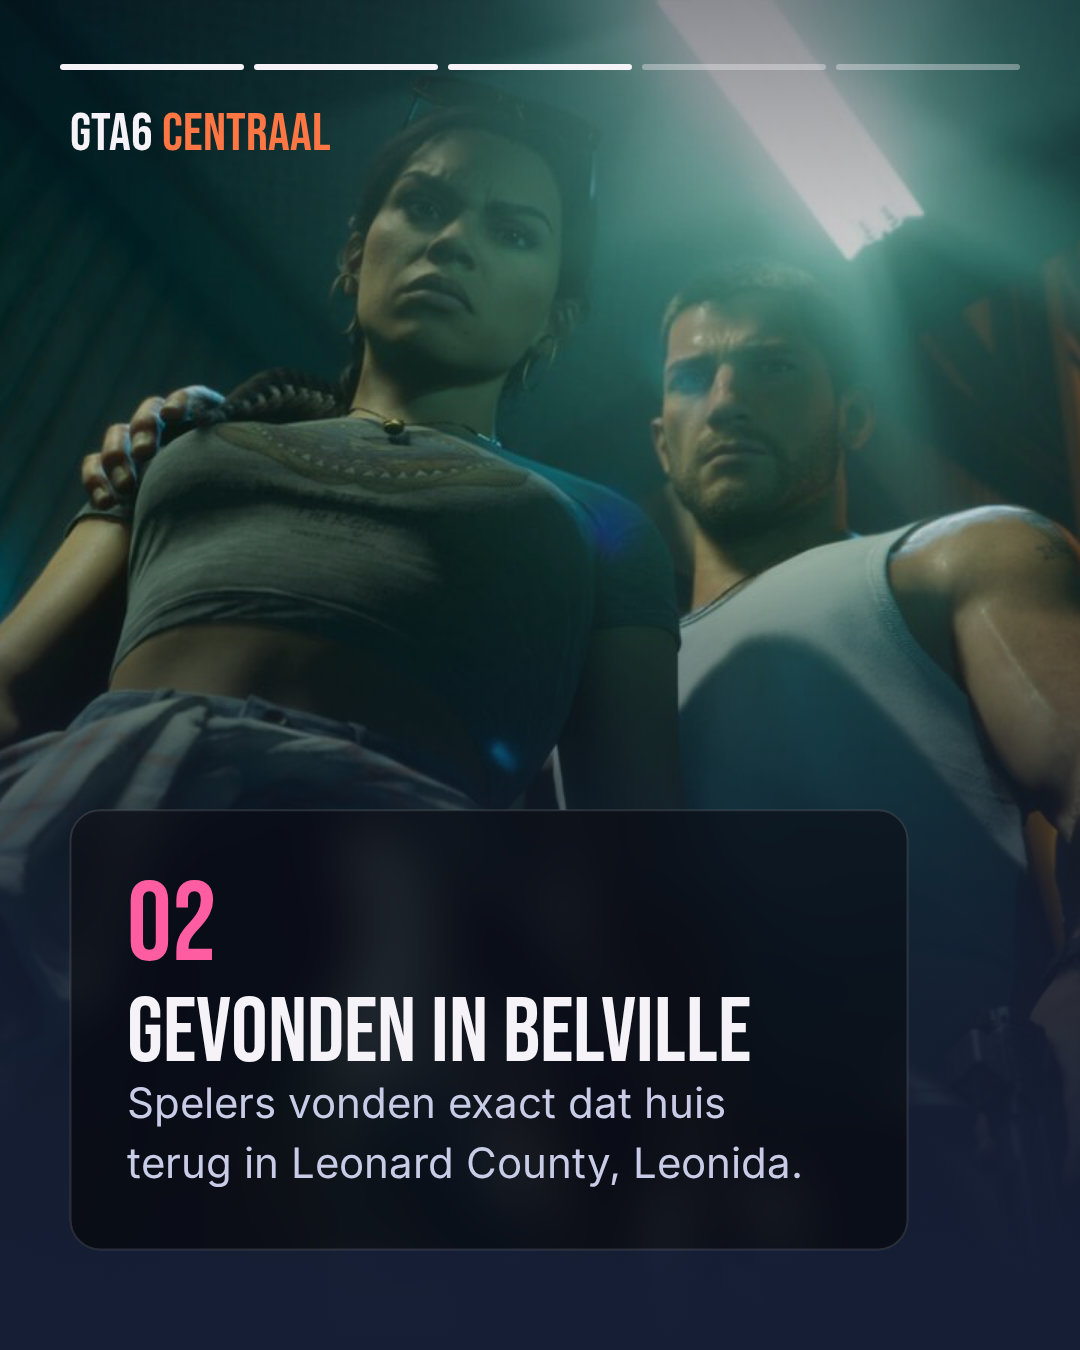 GTA6 CENTRAAL
02
GEVONDEN IN BELVILLE
Spelers vonden exact dat huis
terug in Leonard County, Leonida.